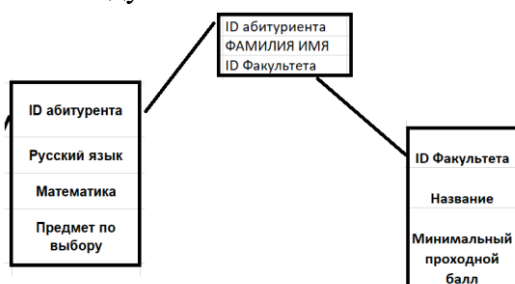 ID абитуриента
ФАМИЛИЯ ИМЯ
ID Факультета
ID абитурента
Русский язык
Математика
Предмет по
выбору
ID Факультета
Название
Минимальный
проходной
балл